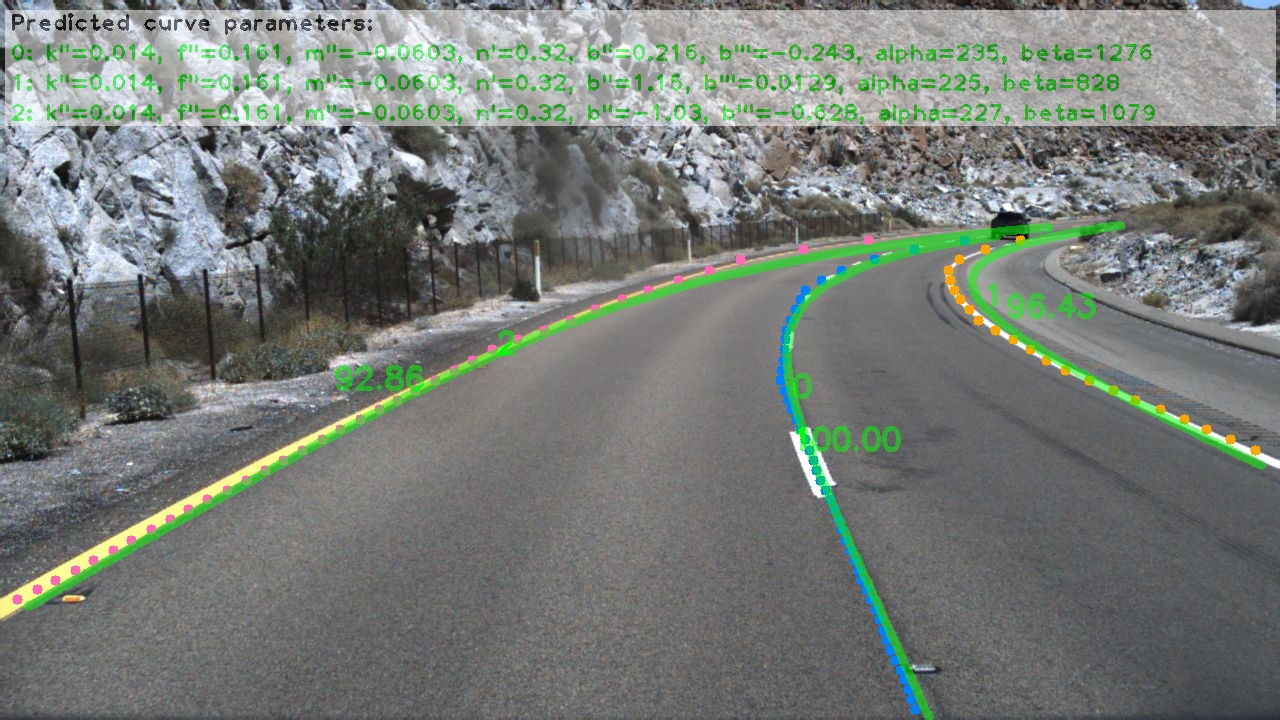 Predicted curve parameters:
0: k''=0.014, f''=0.161, m''=-0.0603, n'=0.32, b''=0.216, b'''=-0.243, alpha=235, beta=1276
1: k''=0.014, f''=0.161, m''=-0.0603, n'=0.32, b''=1.16, b'''=0.0129, alpha=225, beta=828
2: k''=0.014, f''=0.161, m''=-0.0603, n'=0.32, b''=-1.03, b'''=-0.628, alpha=227, beta=1079
1
96.43
2
92.86
0
100.00